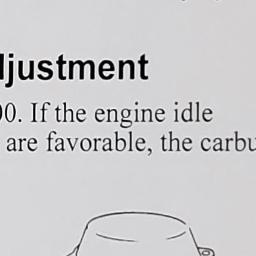 ljustment
00. If the engine idle
are favorable, the carbu